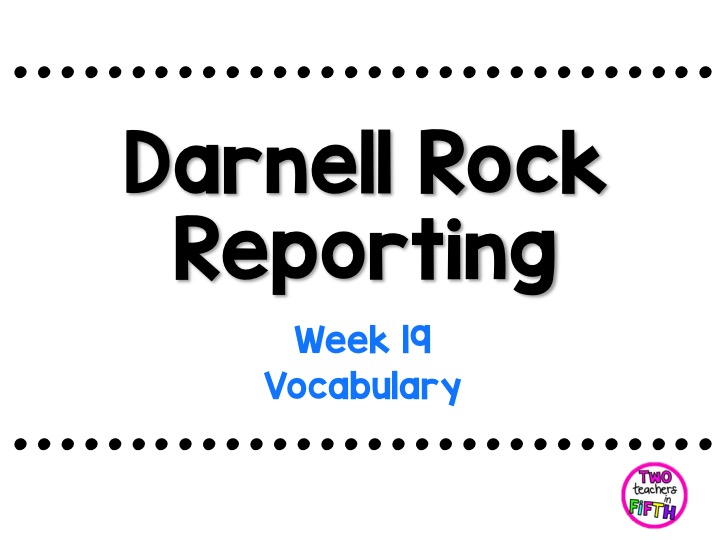 Darnell Rock
Reporting
Week 19
Vocabulary
TWO
teachers
in
FiFTH